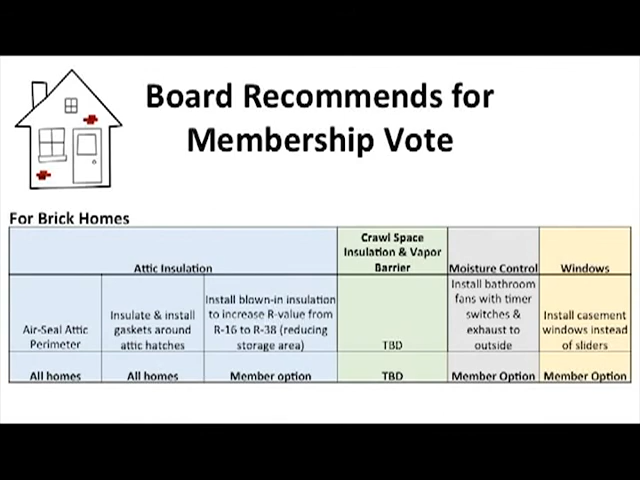 Board Recommends for
Membership Vote
For Brick Homes
Attic Insulation
Crawl Space
Insulation & Vapor
Barrier
Moisture Control
Windows
Air-Seal Attic
Perimeter
Insulate & install
gaskets around
attic hatches
Install blown-in insulation
to increase R-value from
R-16 to R-38 (reducing
storage area)
TBD
Install bathroom
fans with timer
switches &
exhaust to
outside
Install casement
windows instead
of sliders
All homes
All homes
Member option
TBD
Member Option
Member Option